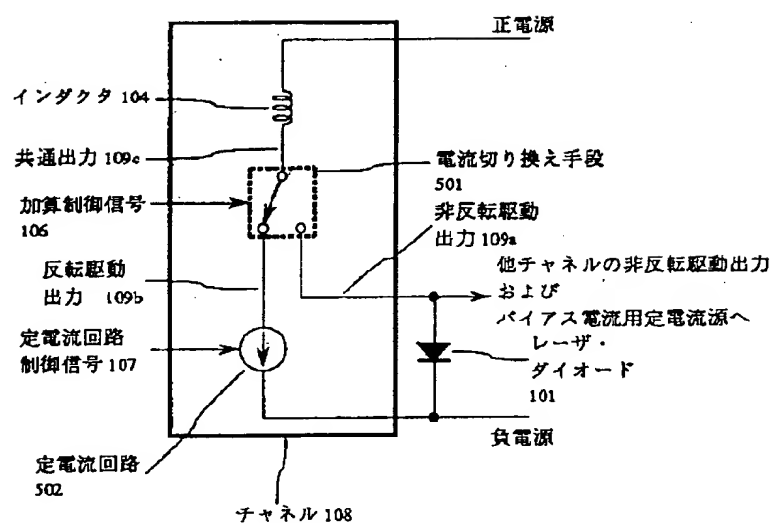 正電源
インダクタ 104
共通出力 109c
電流切り換え手段
501
加算制御信号
106
非反転駆動
出力 109a
反転駆動
出力 109b
他チャネルの非反転駆動出力
および
バイアス電流用定電流源へ
定電流回路
制御信号 107
レーザ・
ダイオード
101
負電源
定電流回路
502
チャネル 108